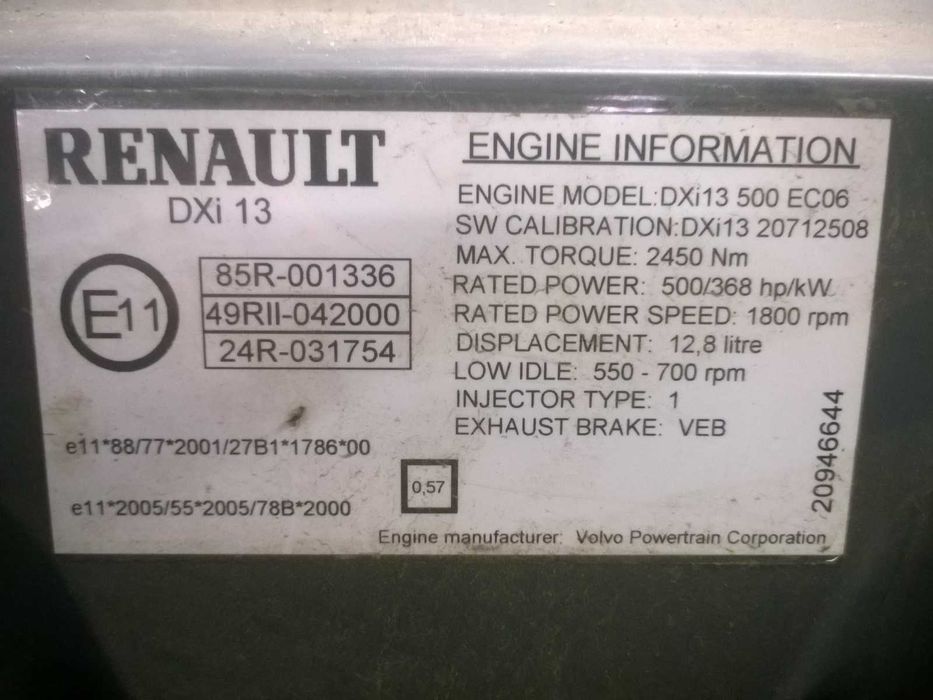 RENAULT
DXi 13
E11
85R-001336
49RII-042000
24R-031754
e11*88/77*2001/27B1*1786*00
e11*2005/55*2005/78B*2000
0,57
ENGINE INFORMATION
ENGINE MODEL:DXi13 500 EC06
SW CALIBRATION:DXi13 20712508
MAX. TORQUE: 2450 Nm
RATED POWER: 500/368 hp/kW
RATED POWER SPEED: 1800 rpm
DISPLACEMENT: 12,8 litre
LOW IDLE: 550 - 700 rpm
INJECTOR TYPE: 1
EXHAUST BRAKE: VEB
20946644
Engine manufacturer: Volvo Powertrain Corporation